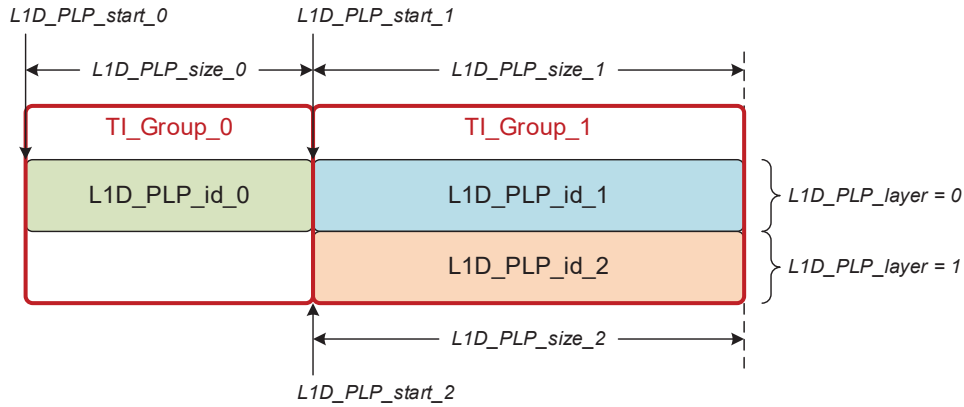 L1D_PLP_start_0
L1D_PLP_start_1
L1D_PLP_size_0
L1D_PLP_size_1
TI_Group_0
TI_Group_1
L1D_PLP_id_0
L1D_PLP_id_1
L1D_PLP_layer = 0
L1D_PLP_id_2
L1D_PLP_layer = 1
L1D_PLP_size_2
L1D_PLP_start_2